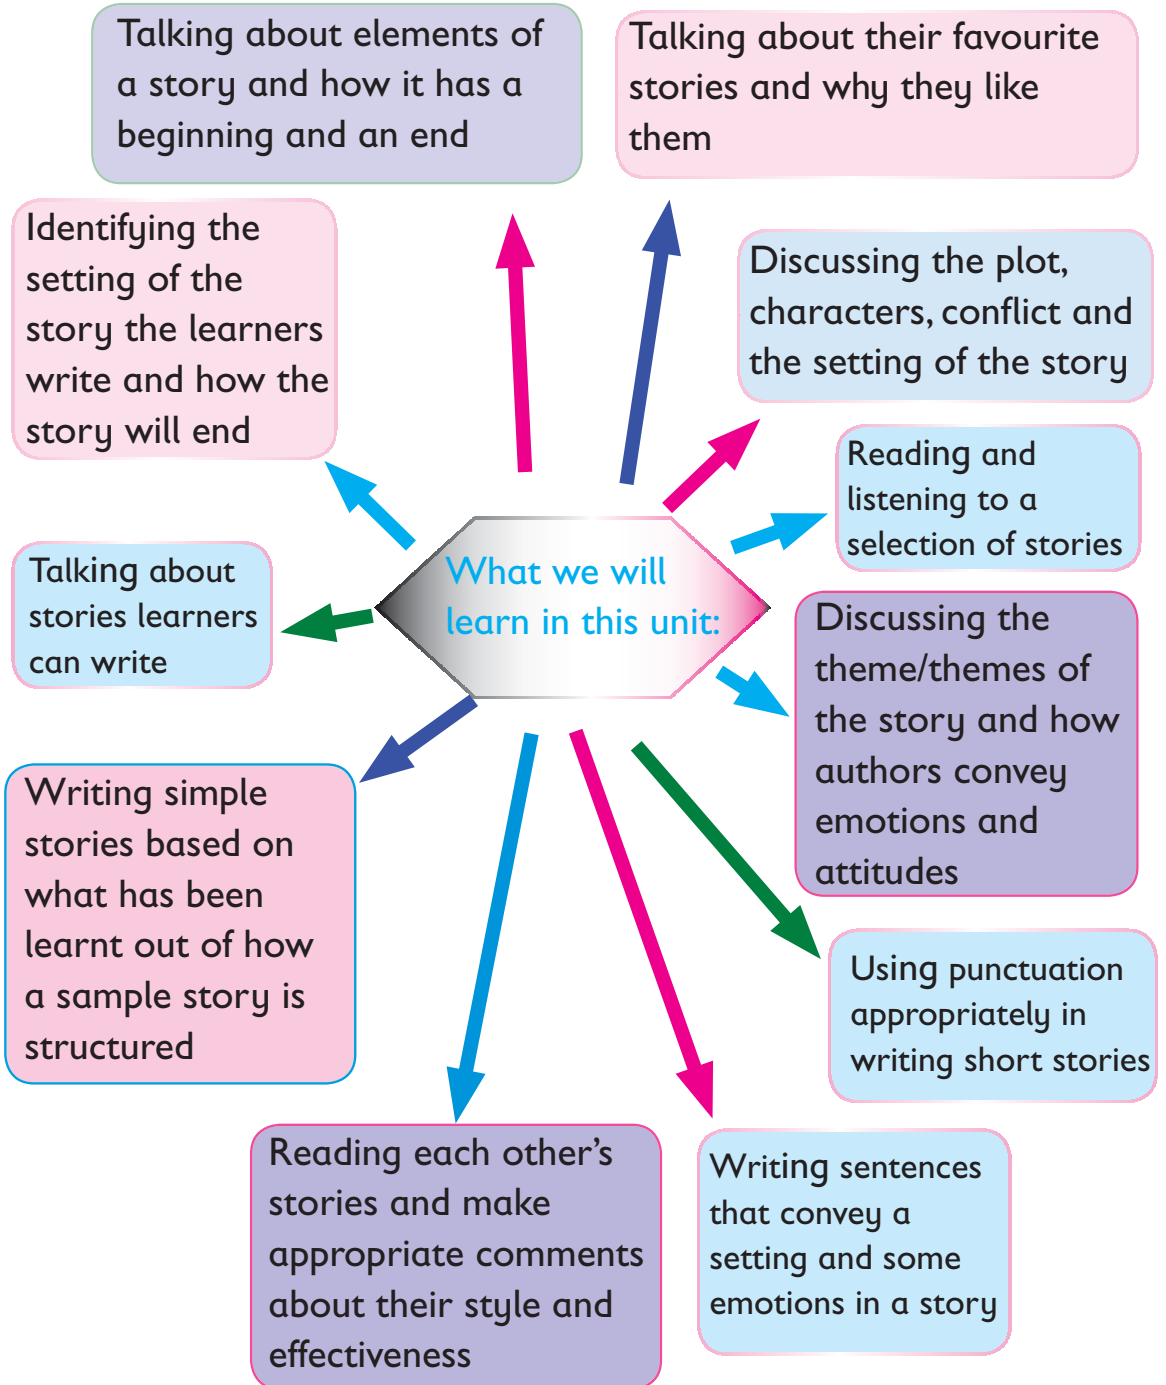 Talking about elements of
a story and how it has a
beginning and an end
Talking about their favourite
stories and why they like
them
Identifying the
setting of the
story the learners
write and how the
story will end
Discussing the plot,
characters, conflict and
the setting of the story
Reading and
listening to a
selection of stories
What we will
learn in this unit:
Talking about
stories learners
can write
Discussing the
theme/themes of
the story and how
authors convey
emotions and
attitudes
Writing simple
stories based on
what has been
learnt out of how
a sample story is
structured
Using punctuation
appropriately in
writing short stories
Reading each other’s
stories and make
appropriate comments
about their style and
effectiveness
Writing sentences
that convey a
setting and some
emotions in a story